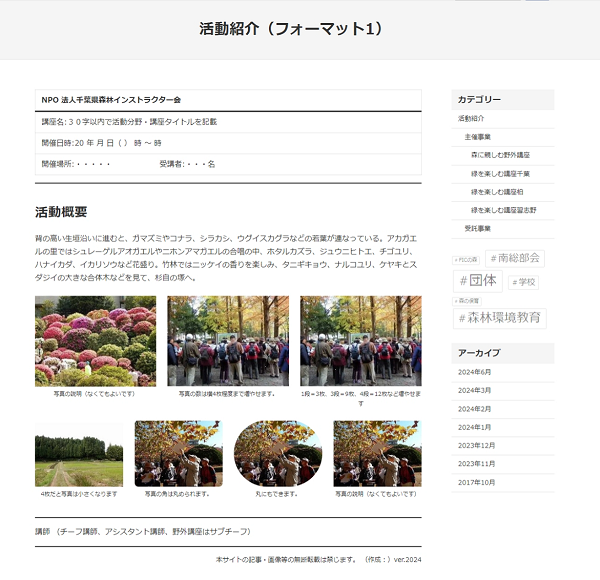 活動紹介（フォーマット1）
NPO 法人千葉県森林インストラクター会
講座名:３０字以内で活動分野・講座タイトルを記載
開催日時:20 年 月 日（ ） 時 ～ 時
開催場所:・・・・・ 受講者:・・・名
活動概要
背の高い生垣沿いに進むと、ガマズミやコナラ、シラカシ、ウグイスカグラなどの若葉が連なっている。アカガエ
ルの里ではシュレーゲルアオガエルやニホンアマガエルの合唱の中、ホタルカズラ、ジュウニヒトエ、チゴユリ、
ハナイカダ、イカリソウなど花盛り。竹林ではニッケイの香りを楽しみ、タニギキョウ、ナルコユリ、ケヤキとス
ダジイの大きな合体木などを見て、杉自の塚へ。
写真の説明（なくてもよいです）
写真の数は横4枚程度まで増やせます。
1段＝3枚、3段＝9枚、4段＝12枚など増やせま
す
4枚だと写真は小さくなります
写真の角は丸められます。
丸にもできます。
写真の説明（なくてもよいです）
講師 （チーフ講師、アシスタント講師、野外講座はサブチーフ）
本サイトの記事・画像等の無断転載は禁じます。 （作成：）ver.2024
カテゴリー
活動紹介
主催事業
森に親しむ野外講座
緑を楽しむ講座千葉
緑を楽しむ講座柏
緑を楽しむ講座習志野
受託事業
#南総部会
#団体 #学校
#森の保育
#森林環境教育
アーカイブ
2024年6月
2024年3月
2024年2月
2024年1月
2023年12月
2023年11月
2017年10月